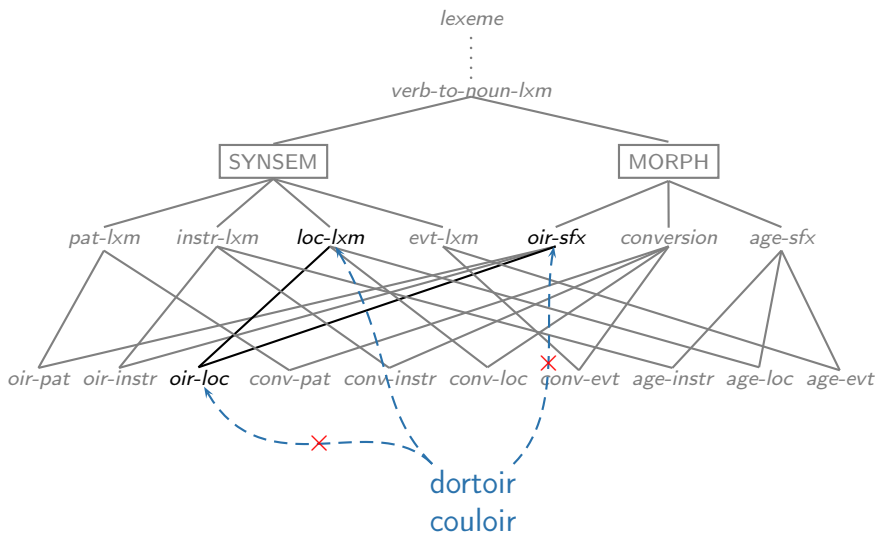 lexeme
verb-to-noun-lxm
SYNSEM MORPH
pat-lxm instr-lxm loc-lxm evt-lxm oir-sfx conversion age-sfx
oir-pat oir-instr oir-loc conv-pat conv-instr conv-loc conv-evt age-instr age-loc age-evt
dortoir
couloir